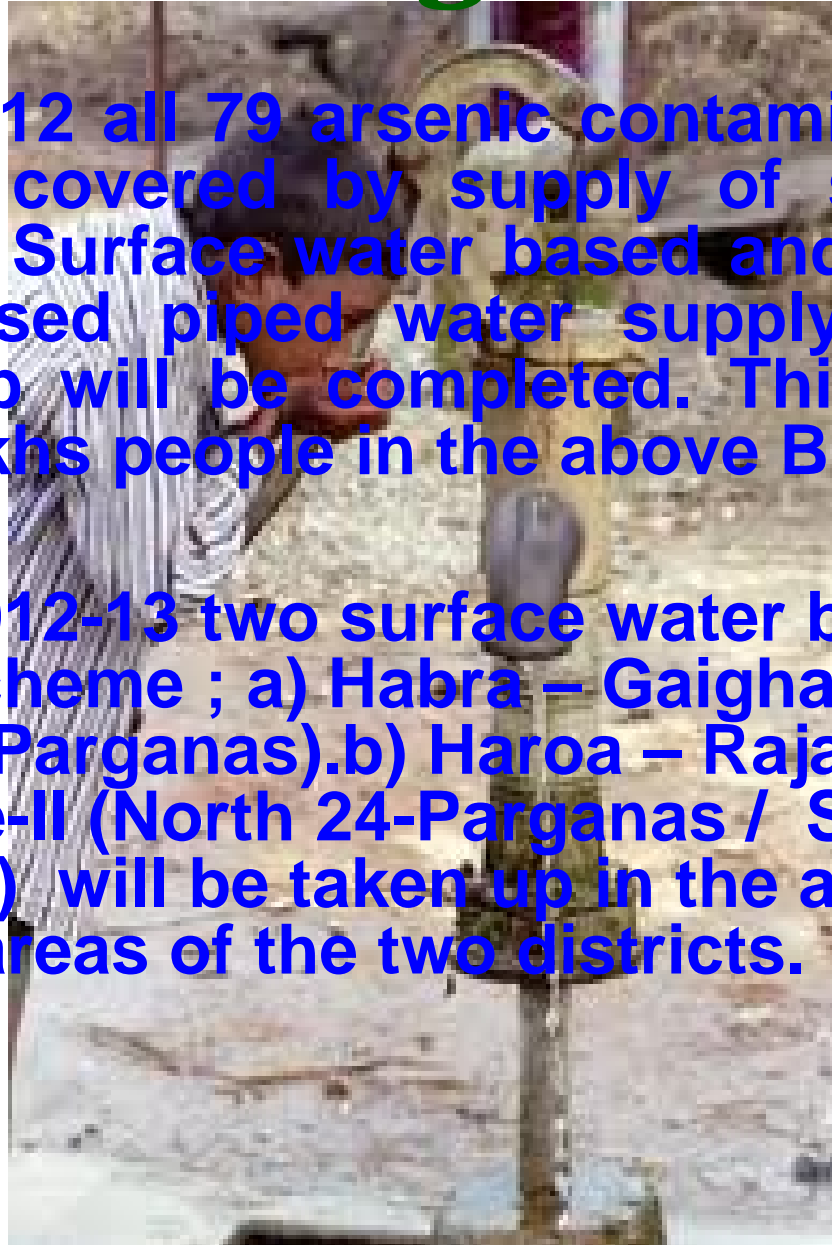 12 all 79 arsenic contami
covered by supply of s
Surface water based and
sed piped water supply
p will be completed. Thi
khs people in the above B
012-13 two surface water b
cheme ; a) Habra – Gaigha
Parganas).b) Haroa – Raja
e-II (North 24-Parganas / S
) will be taken up in the a
areas of the two districts.